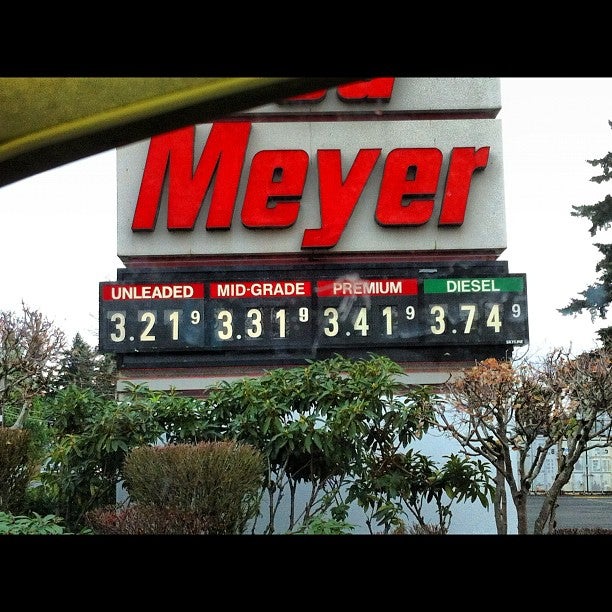 Meyer
UNLEADED MID-GRADE PREMIUM DIESEL
3.21 9 3.31 9 3.41 9 3.74 9